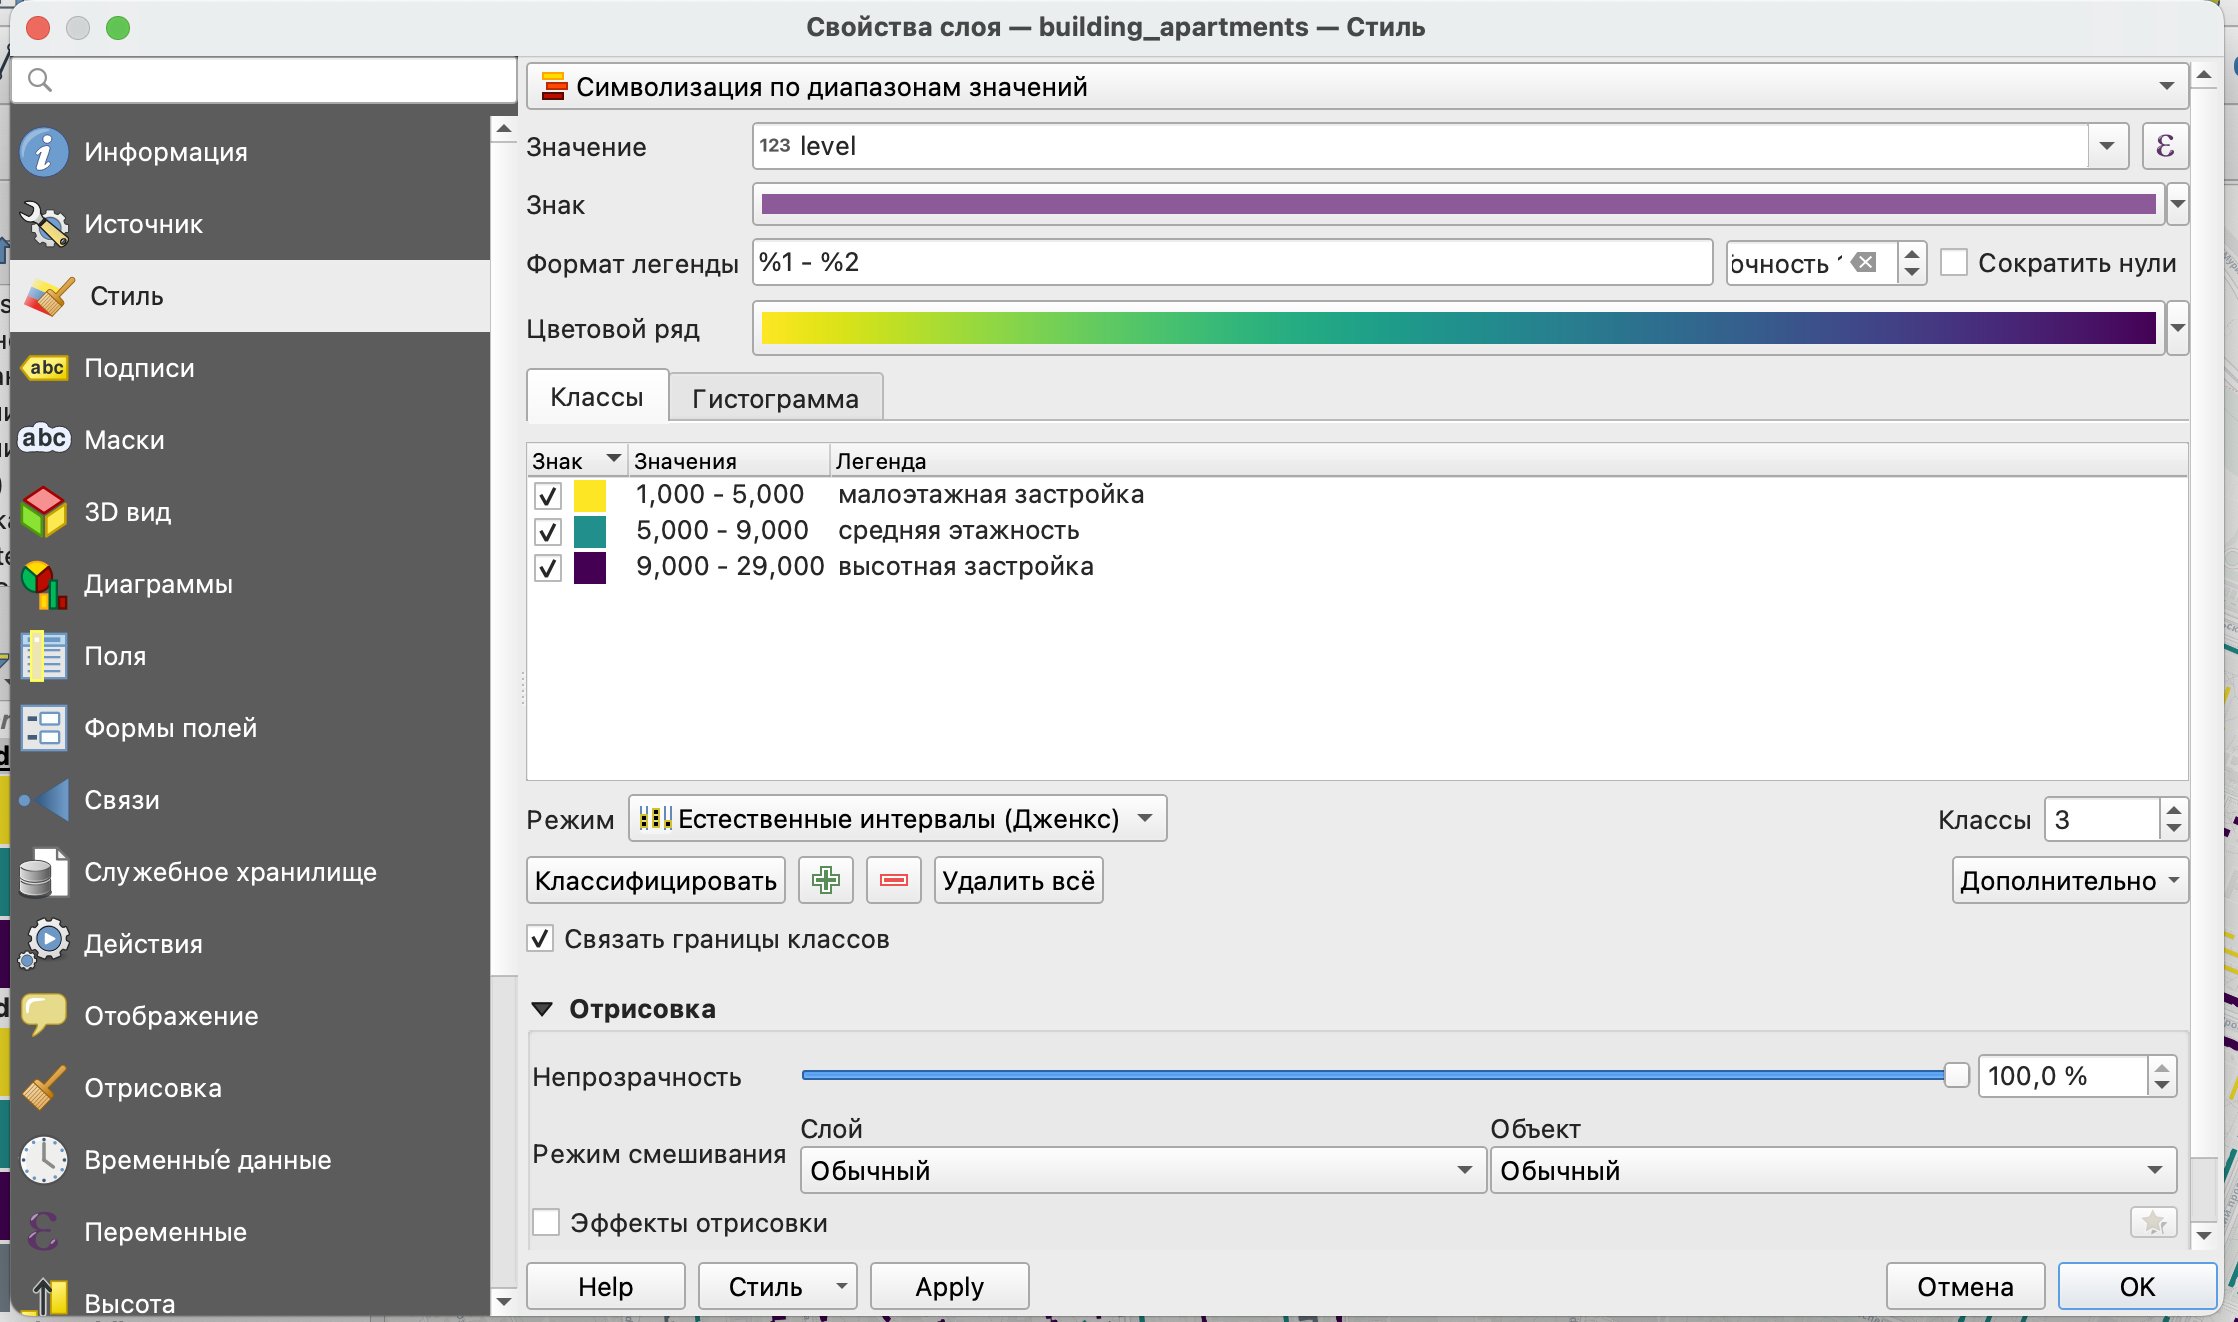 Свойства слоя — building_apartments — Стиль
Информация
Источник
Стиль
abc Подписи
abc Маски
3D вид
Диаграммы
Поля
Формы полей
Связи
Служебное хранилище
Действия
Отображение
Отрисовка
Временны́е данные
Переменные
Высота
Символизация по диапазонам значений
Значение 123 level ε
Знак
Формат легенды %1 - %2 очность Сократить нули
Цветовой ряд
Классы Гистограмма
Знак Значения Легенда
1,000 - 5,000 малоэтажная застройка
5,000 - 9,000 средняя этажность
9,000 - 29,000 высотная застройка
Режим Естественные интервалы (Дженкс) Классы 3
Классифицировать Удалить всё Дополнительно
Связать границы классов
Отрисовка
Непрозрачность 100,0 %
Слой Объект
Режим смешивания Обычный Обычный
Эффекты отрисовки
Help Стиль Apply Отмена OK